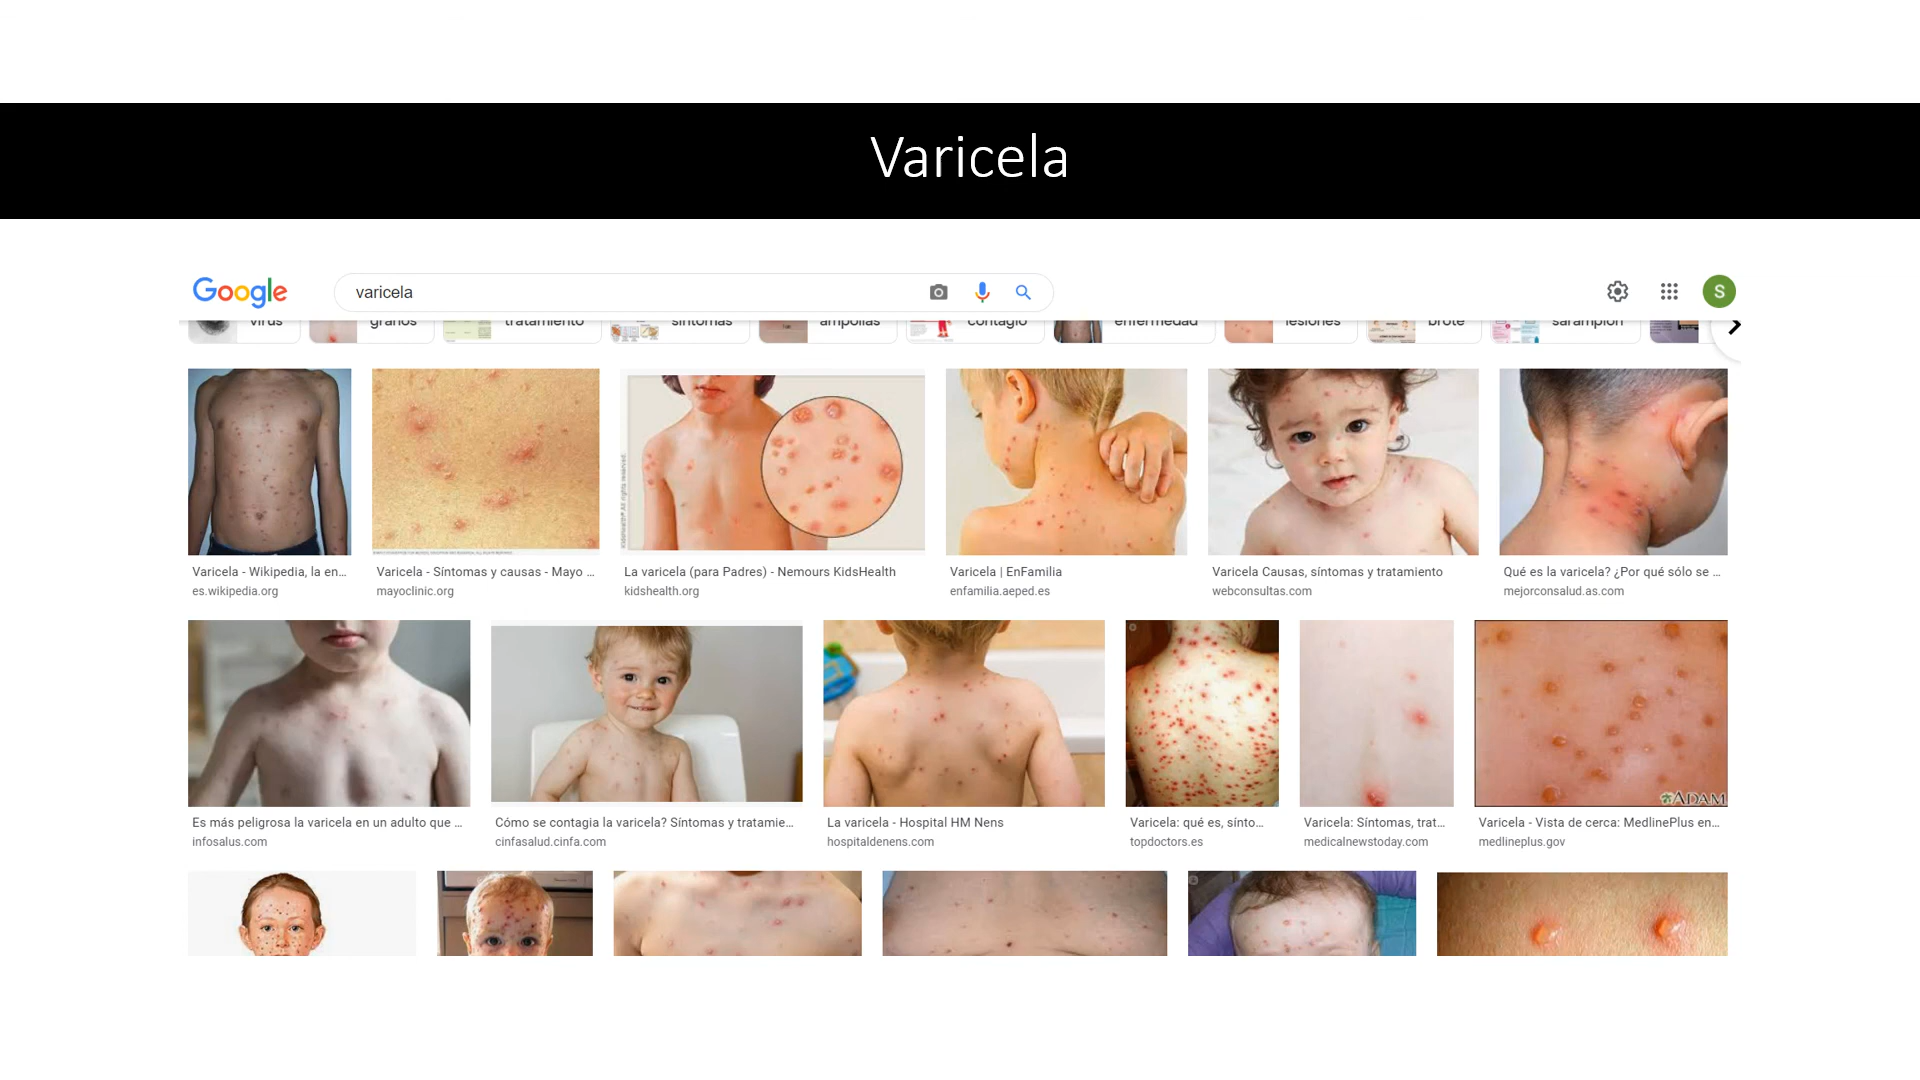 Varicela
Google
varicela
S
virus
granos
tratamiento
síntomas
ampollas
contagio
enfermedad
lesiones
brote
sarampión
Varicela - Wikipedia, la en...
es.wikipedia.org
Varicela - Síntomas y causas - Mayo ...
mayoclinic.org
La varicela (para Padres) - Nemours KidsHealth
kidshealth.org
Varicela | EnFamilia
enfamilia.aeped.es
Varicela Causas, síntomas y tratamiento
webconsultas.com
Qué es la varicela? ¿Por qué sólo se ...
mejorconsalud.as.com
Es más peligrosa la varicela en un adulto que ...
infosalus.com
Cómo se contagia la varicela? Síntomas y tratamie...
cinfasalud.cinfa.com
La varicela - Hospital HM Nens
hospitaldenens.com
Varicela: qué es, sínto...
topdoctors.es
Varicela: Síntomas, trat...
medicalnewstoday.com
ADAM
Varicela - Vista de cerca: MedlinePlus en...
medlineplus.gov